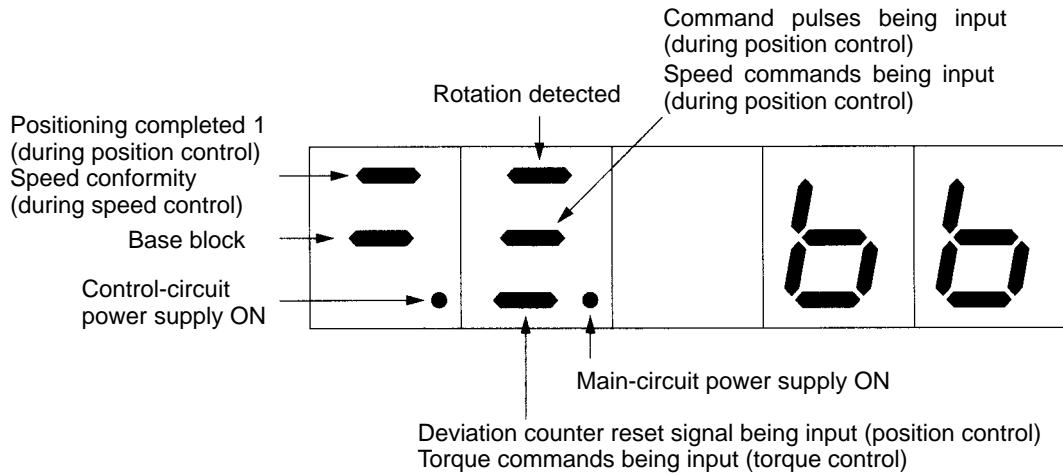 Command pulses being input
(during position control)
Speed commands being input
(during position control)
Rotation detected
Positioning completed 1
(during position control)
Speed conformity
(during speed control)
Base block
Control-circuit
power supply ON
bb
Main-circuit power supply ON
Deviation counter reset signal being input (position control)
Torque commands being input (torque control)